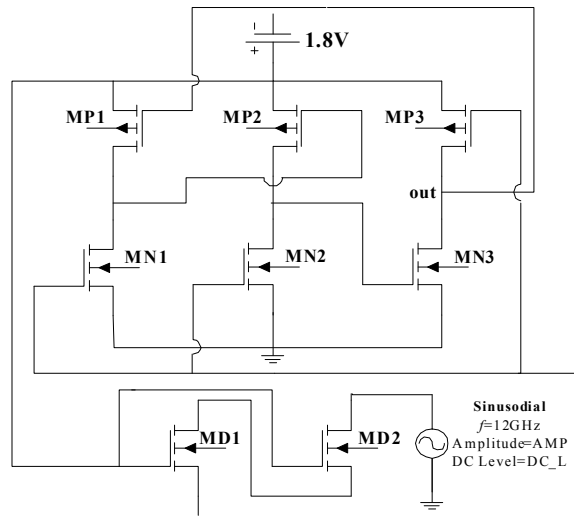 - 
+
1.8V
MP1
MP2
MP3
out
MN1
MN2
MN3
MD1
MD2
Sinusodial
f=12GHz
Amplitude=AMP
DC Level=DC_L